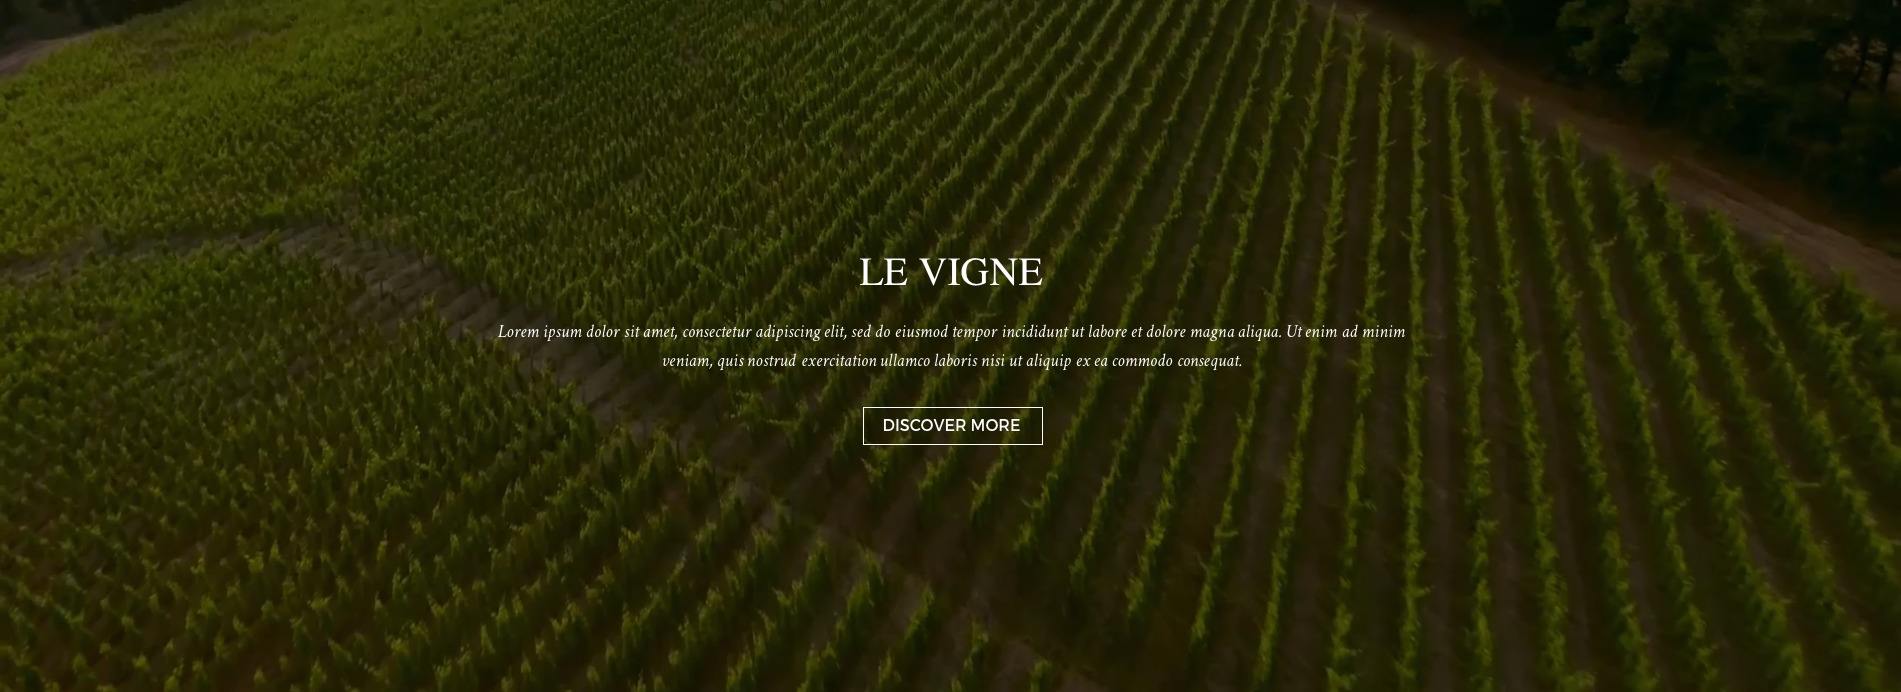 LE VIGNE
Lorem ipsum dolor sit amet, consectetur adipiscing elit, sed do eiusmod tempor incididunt ut labore et dolore magna aliqua. Ut enim ad minim
veniam, quis nostrud exercitation ullamco laboris nisi ut aliquip ex ea commodo consequat.
DISCOVER MORE